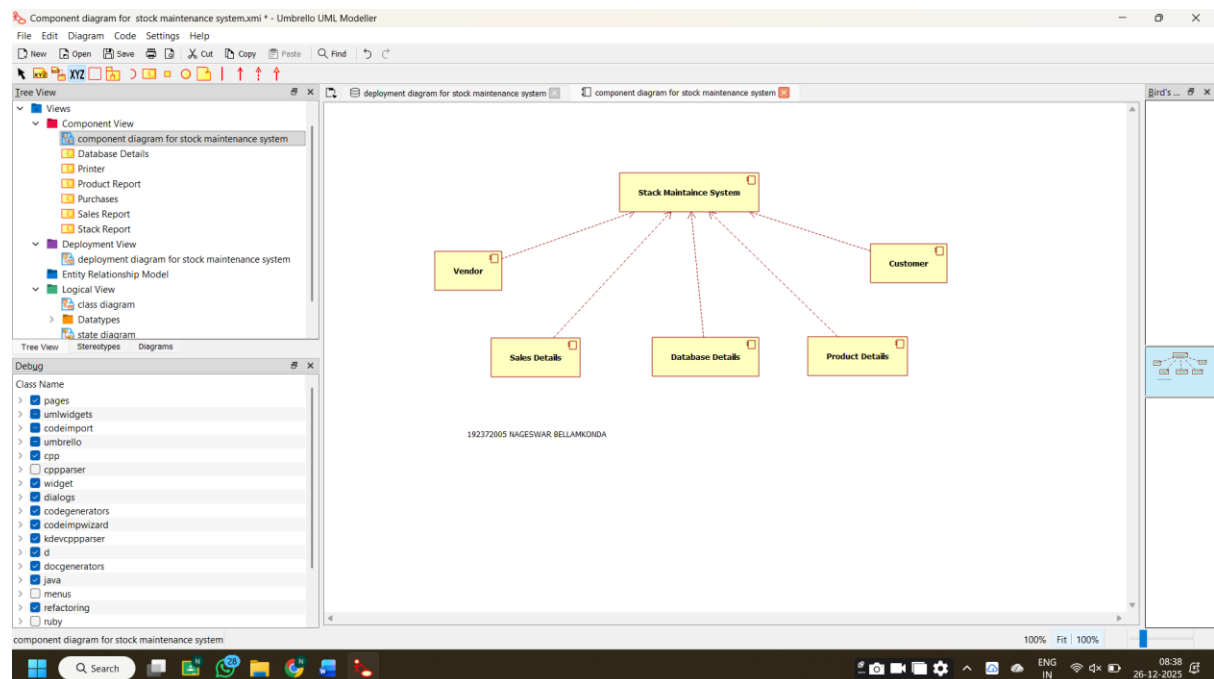 Component diagram for stock maintenance system.xmi * - Umbrello UML Modeller
File Edit Diagram Code Settings Help
New Open Save Cut Copy Paste Find
XYZ XYZ
Tree View
Views
Component View
component diagram for stock maintenance system
Database Details
Printer
Product Report
Purchases
Sales Report
Stack Report
Deployment View
deployment diagram for stock maintenance system
Entity Relationship Model
Logical View
class diagram
Datatypes
state diagram
Tree View Stereotypes Diagrams
Debug
Class Name
pages
umlwidgets
codeimport
umbrello
cpp
cppparser
widget
dialogs
codegenerators
codeimpwizard
kdevcppparser
d
docgenerators
java
menus
refactoring
ruby
deployment diagram for stock maintenance system component diagram for stock maintenance system
Stack Maintaince System
Vendor
Customer
Sales Details
Database Details
Product Details
192372005 NAGESWAR BELLAMKONDA
Bird's ...
component diagram for stock maintenance system
100% Fit 100%
Search
28
ENG
IN
08:38
26-12-2025